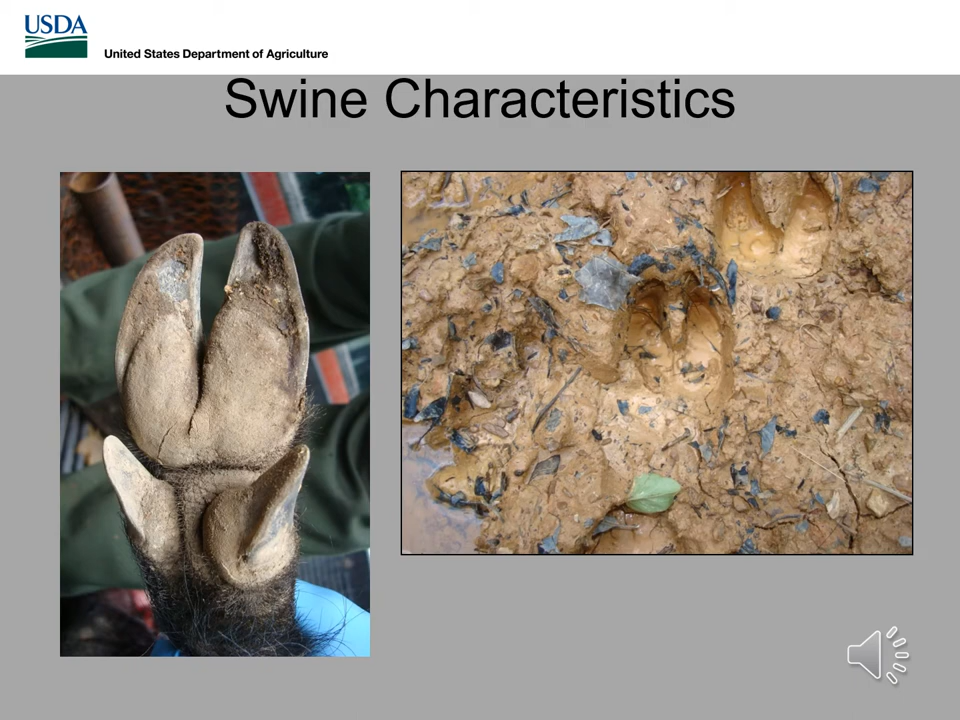 USDA
United States Department of Agriculture
Swine Characteristics